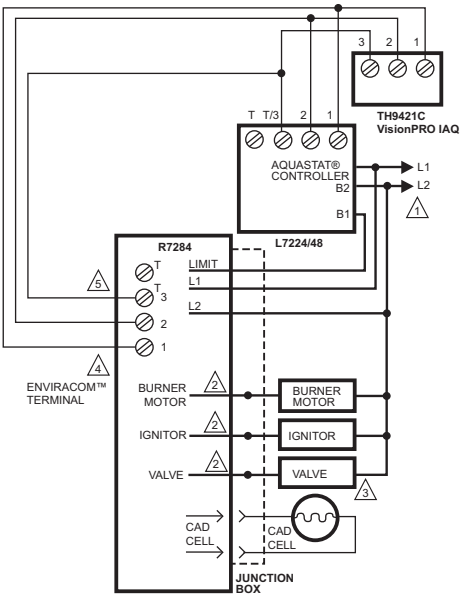 3 2 1
TH9421C
VisionPRO IAQ
T T/3 2 1
AQUASTAT®
CONTROLLER
L1
B2
L2
1
B1
L7224/48
R7284
T
LIMIT
5
T
L1
3
L2
2
1
4
ENVIRACOM™
TERMINAL
BURNER
MOTOR
2
BURNER
MOTOR
IGNITOR
2
IGNITOR
VALVE
2
VALVE
3
CAD
CELL
CAD
CELL
JUNCTION
BOX